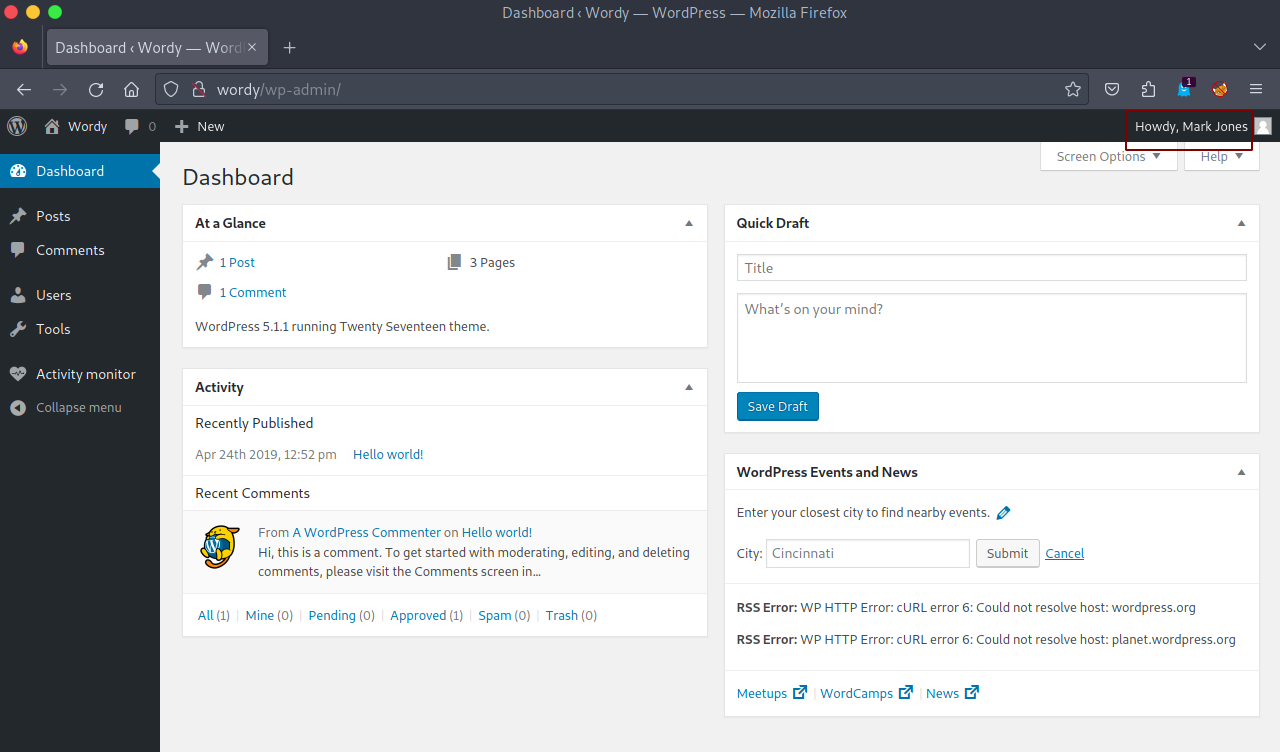 Dashboard ‹ Wordy — WordPress — Mozilla Firefox
Dashboard ‹ Wordy — Word
wordy/wp-admin/
1
Wordy
0
New
Howdy, Mark Jones
Screen Options
Help
Dashboard
Posts
Comments
Users
Tools
Activity monitor
Collapse menu
Dashboard
At a Glance
1 Post
3 Pages
1 Comment
WordPress 5.1.1 running Twenty Seventeen theme.
Activity
Recently Published
Apr 24th 2019, 12:52 pm Hello world!
Recent Comments
From A WordPress Commenter on Hello world!
Hi, this is a comment. To get started with moderating, editing, and deleting
comments, please visit the Comments screen in…
All (1) | Mine (0) | Pending (0) | Approved (1) | Spam (0) | Trash (0)
Quick Draft
Title
What’s on your mind?
Save Draft
WordPress Events and News
Enter your closest city to find nearby events.
City: Cincinnati Submit Cancel
RSS Error: WP HTTP Error: cURL error 6: Could not resolve host: wordpress.org
RSS Error: WP HTTP Error: cURL error 6: Could not resolve host: planet.wordpress.org
Meetups | WordCamps | News